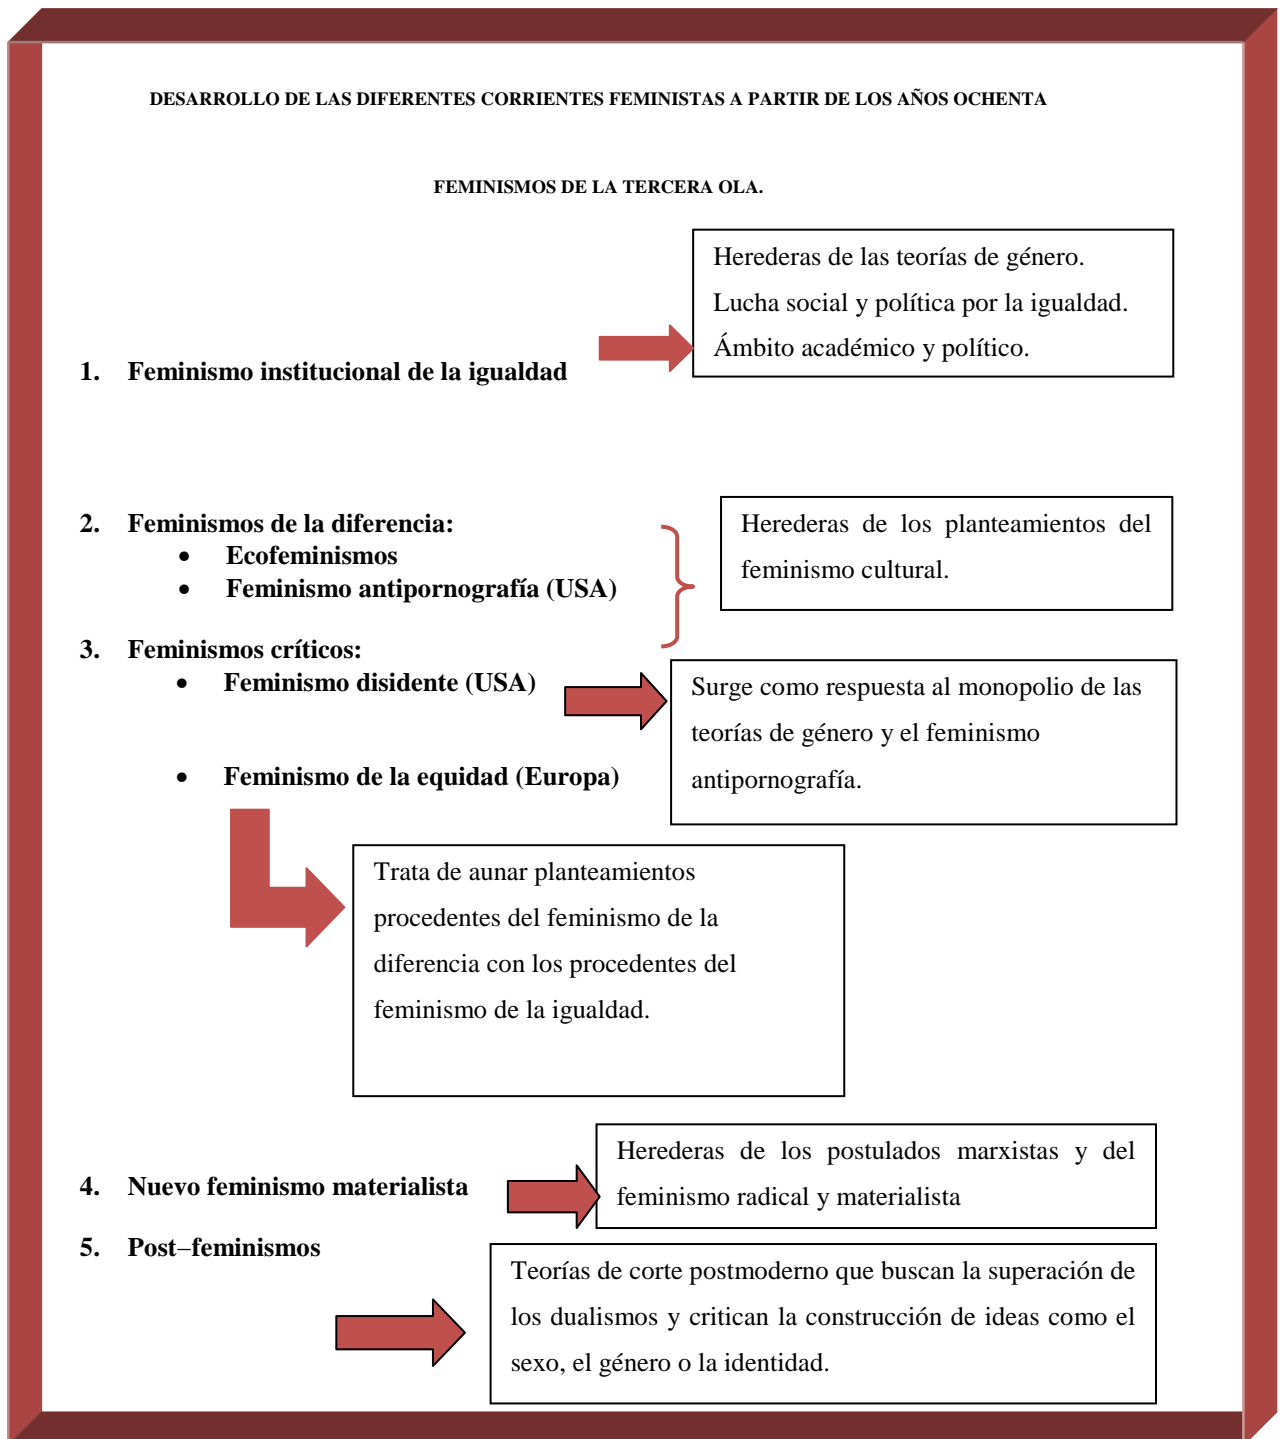 DESARROLLO DE LAS DIFERENTES CORRIENTES FEMINISTAS A PARTIR DE LOS AÑOS OCHENTA
FEMINISMOS DE LA TERCERA OLA.
Herederas de las teorías de género.
Lucha social y política por la igualdad.
Ámbito académico y político.
1. Feminismo institucional de la igualdad
2. Feminismos de la diferencia:
• Ecofeminismos
• Feminismo antipornografía (USA)
Herederas de los planteamientos del
feminismo cultural.
3. Feminismos críticos:
• Feminismo disidente (USA)
Surge como respuesta al monopolio de las
teorías de género y el feminismo
antipornografía.
• Feminismo de la equidad (Europa)
Trata de aunar planteamientos
procedentes del feminismo de la
diferencia con los procedentes del
feminismo de la igualdad.
4. Nuevo feminismo materialista
Herederas de los postulados marxistas y del
feminismo radical y materialista
5. Post–feminismos
Teorías de corte postmoderno que buscan la superación de
los dualismos y critican la construcción de ideas como el
sexo, el género o la identidad.